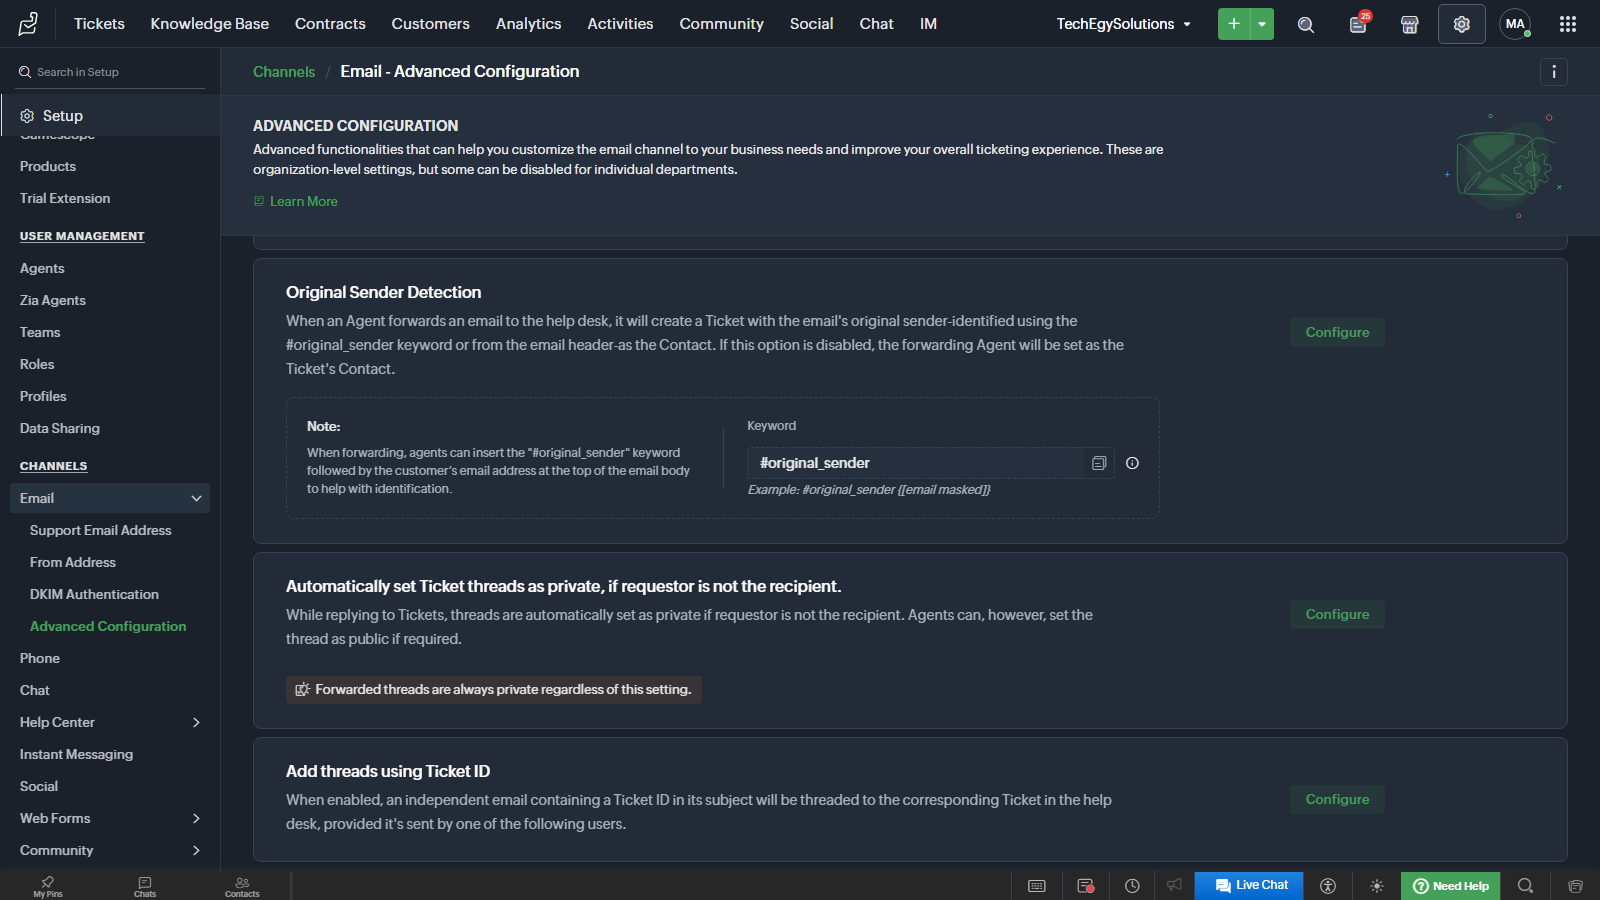 Tickets Knowledge Base Contracts Customers Analytics Activities Community Social Chat IM TechEgySolutions 25 MA
Search in Setup
Setup
Gamescope
Products
Trial Extension
USER MANAGEMENT
Agents
Zia Agents
Teams
Roles
Profiles
Data Sharing
CHANNELS
Email
Support Email Address
From Address
DKIM Authentication
Advanced Configuration
Phone
Chat
Help Center
Instant Messaging
Social
Web Forms
Community
Channels / Email - Advanced Configuration
ADVANCED CONFIGURATION
Advanced functionalities that can help you customize the email channel to your business needs and improve your overall ticketing experience. These are
organization-level settings, but some can be disabled for individual departments.
Learn More
Original Sender Detection
When an Agent forwards an email to the help desk, it will create a Ticket with the email's original sender-identified using the
#original_sender keyword or from the email header-as the Contact. If this option is disabled, the forwarding Agent will be set as the
Ticket's Contact.
Configure
Note:
When forwarding, agents can insert the "#original_sender" keyword
followed by the customer's email address at the top of the email body
to help with identification.
Keyword
#original_sender
Example: #original_sender {[email masked]}
Automatically set Ticket threads as private, if requestor is not the recipient.
While replying to Tickets, threads are automatically set as private if requestor is not the recipient. Agents can, however, set the
thread as public if required.
Configure
Forwarded threads are always private regardless of this setting.
Add threads using Ticket ID
When enabled, an independent email containing a Ticket ID in its subject will be threaded to the corresponding Ticket in the help
desk, provided it's sent by one of the following users.
Configure
My Pins Chats Contacts Live Chat Need Help